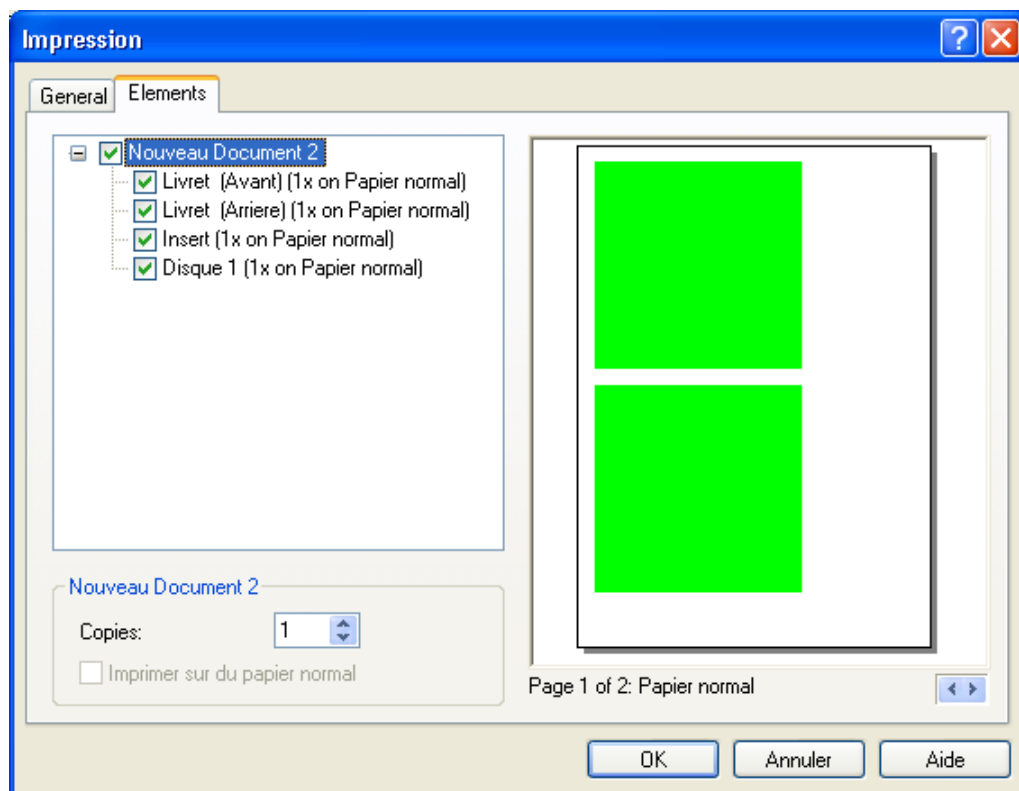 Impression
General
Elements
Nouveau Document 2
Livret (Avant) (1x on Papier normal)
Livret (Arriere) (1x on Papier normal)
Insert (1x on Papier normal)
Disque 1 (1x on Papier normal)
Nouveau Document 2
Copies:
1
Imprimer sur du papier normal
Page 1 of 2: Papier normal
OK
Annuler
Aide